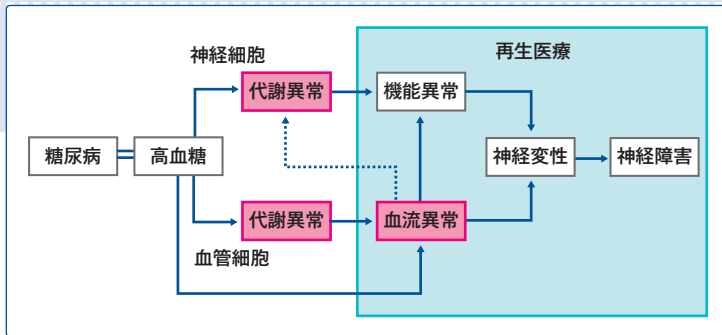 再生医療
神経細胞
代謝異常
機能異常
糖尿病
高血糖
神経変性
神経障害
代謝異常
血流異常
血管細胞